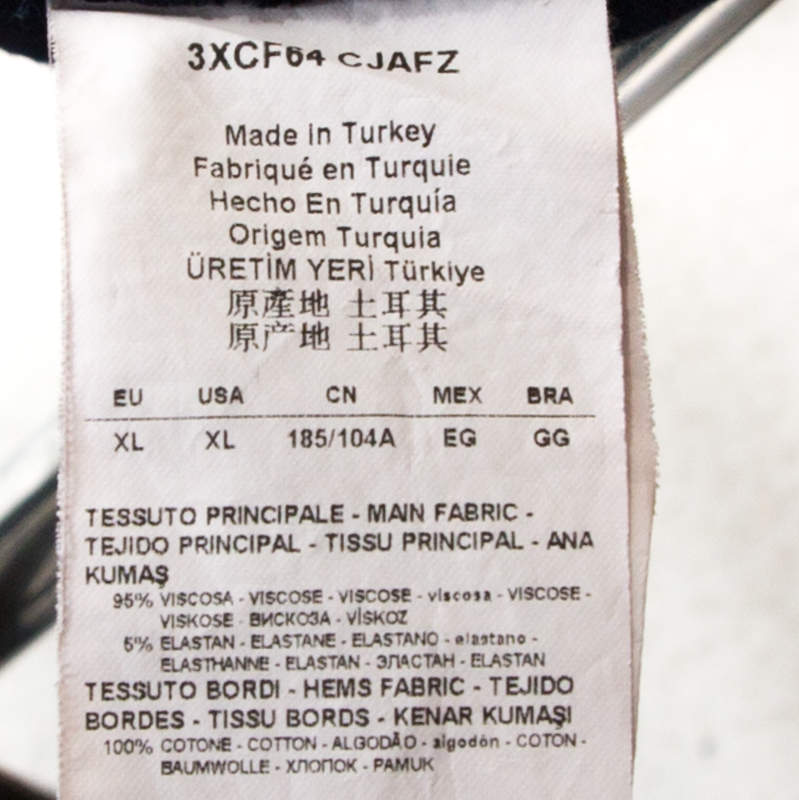 3XCF64 CJAFZ
Made in Turkey
Fabriqué en Turquie
Hecho En Turquía
Origem Turquia
ÜRETİM YERİ Türkiye
原產地 土耳其
原产地 土耳其
EU USA CN MEX BRA
XL XL 185/104A EG GG
TESSUTO PRINCIPALE - MAIN FABRIC -
TEJIDO PRINCIPAL - TISSU PRINCIPAL - ANA
KUMAŞ
95% VISCOSA - VISCOSE - VISCOSE - viscosa - VISCOSE -
VISKOSE - ВИСКОЗА - VİSKOZ
5% ELASTAN - ELASTANE - ELASTANO - elastano -
ELASTHANNE - ELASTAN - ЭЛАСТАН - ELASTAN
TESSUTO BORDI - HEMS FABRIC - TEJIDO
BORDES - TISSU BORDS - KENAR KUMAŞI
100% COTONE - COTTON - ALGODÃO - algodón - COTON -
BAUMWOLLE - ХЛОПОК - PAMUK